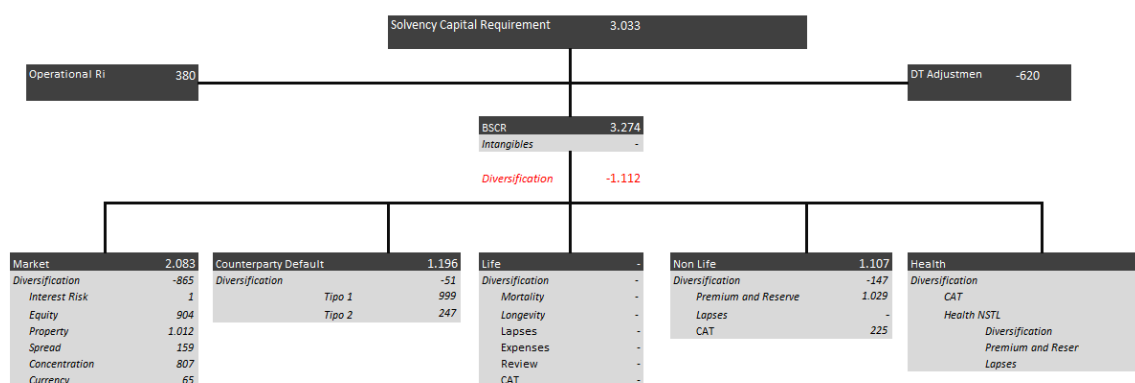 Solvency Capital Requirement 3.033
Operational Ri 380
DT Adjustmen -620
BSCR 3.274
Intangibles -
Diversification -1.112
Market 2.083
Diversification -865
Interest Risk 1
Equity 904
Property 1.012
Spread 159
Concentration 807
Currency 65
Counterparty Default 1.196
Diversification -51
Tipo 1 999
Tipo 2 247
Life -
Diversification -
Mortality -
Longevity -
Lapses -
Expenses -
Review -
CAT -
Non Life 1.107
Diversification -147
Premium and Reserve 1.029
Lapses -
CAT 225
Health
Diversification
CAT
Health NSTL
Diversification
Premium and Reser
Lapses